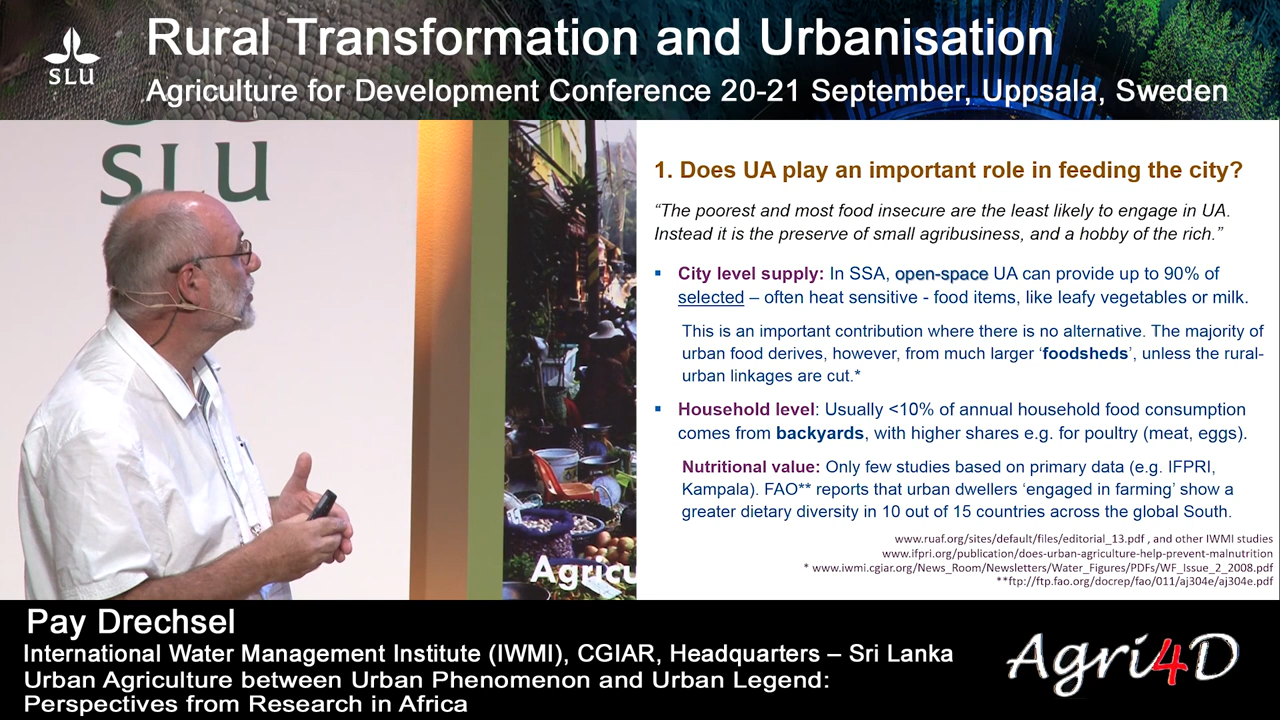 SLU
Rural Transformation and Urbanisation
Agriculture for Development Conference 20-21 September, Uppsala, Sweden
SLU
Agricu
1. Does UA play an important role in feeding the city?
“The poorest and most food insecure are the least likely to engage in UA.
Instead it is the preserve of small agribusiness, and a hobby of the rich.”
▪ City level supply: In SSA, open-space UA can provide up to 90% of
selected – often heat sensitive - food items, like leafy vegetables or milk.
This is an important contribution where there is no alternative. The majority of
urban food derives, however, from much larger ‘foodsheds’, unless the rural-
urban linkages are cut.*
▪ Household level: Usually <10% of annual household food consumption
comes from backyards, with higher shares e.g. for poultry (meat, eggs).
Nutritional value: Only few studies based on primary data (e.g. IFPRI,
Kampala). FAO** reports that urban dwellers ‘engaged in farming’ show a
greater dietary diversity in 10 out of 15 countries across the global South.
www.ruaf.org/sites/default/files/editorial_13.pdf , and other IWMI studies
www.ifpri.org/publication/does-urban-agriculture-help-prevent-malnutrition
* www.iwmi.cgiar.org/News_Room/Newsletters/Water_Figures/PDFs/WF_Issue_2_2008.pdf
**ftp://ftp.fao.org/docrep/fao/011/aj304e/aj304e.pdf
Pay Drechsel
International Water Management Institute (IWMI), CGIAR, Headquarters – Sri Lanka
Urban Agriculture between Urban Phenomenon and Urban Legend:
Perspectives from Research in Africa
Agri4D